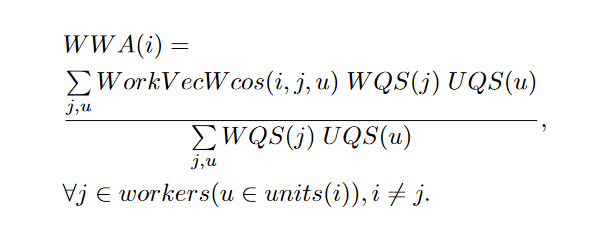 WWA(i) =
∑ WorkVecWcos(i, j, u) WQS(j) UQS(u)
j,u
,
∑ WQS(j) UQS(u)
j,u
∀j ∈ workers(u ∈ units(i)), i ≠ j.